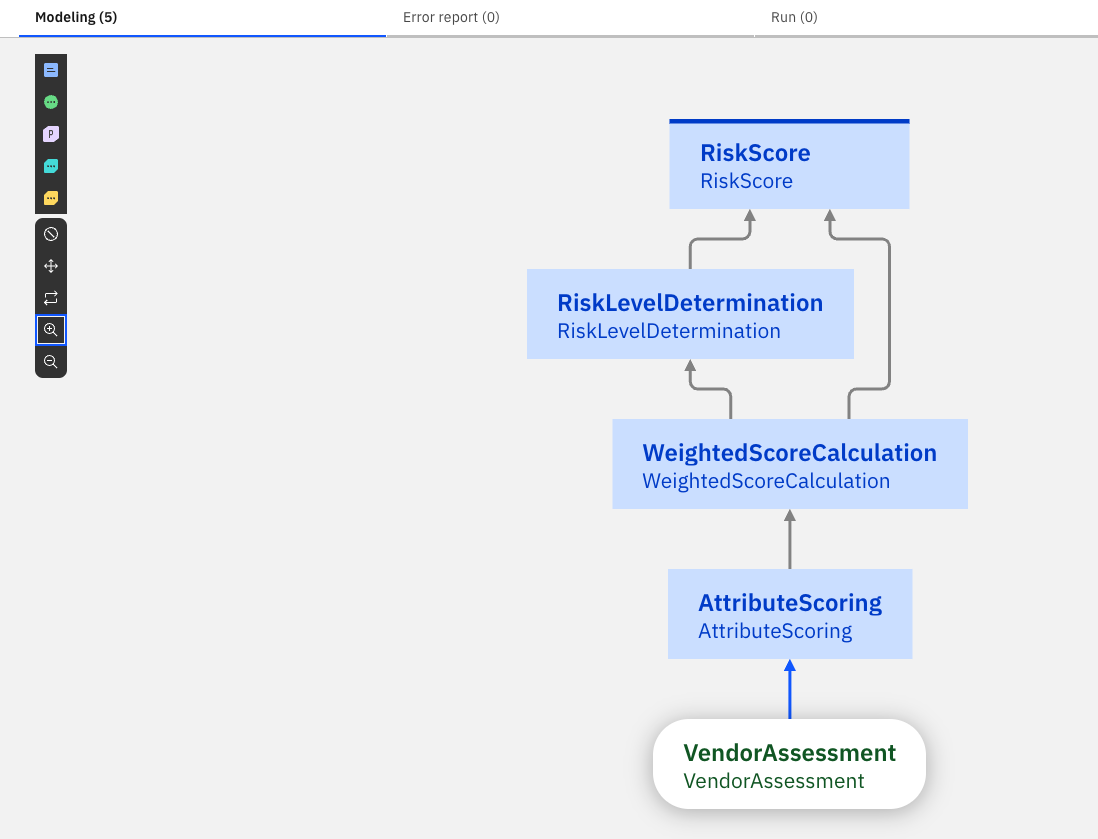 Modeling (5)
Error report (0)
Run (0)
P
RiskScore
RiskScore
RiskLevelDetermination
RiskLevelDetermination
WeightedScoreCalculation
WeightedScoreCalculation
AttributeScoring
AttributeScoring
VendorAssessment
VendorAssessment